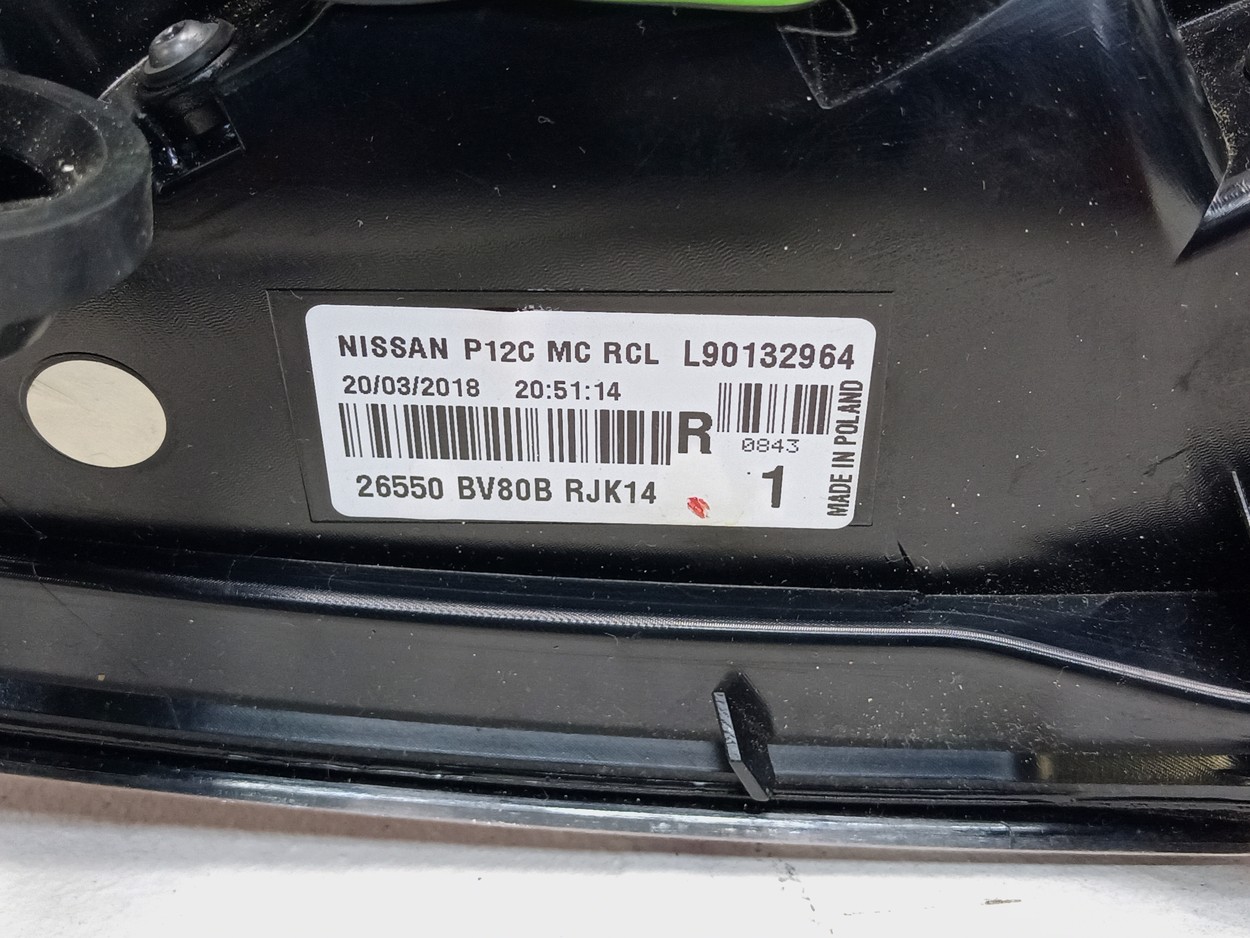 NISSAN P12C MC RCL L90132964
20/03/2018 20:51:14
R
0843
26550 BV80B RJK14
1
MADE IN POLAND